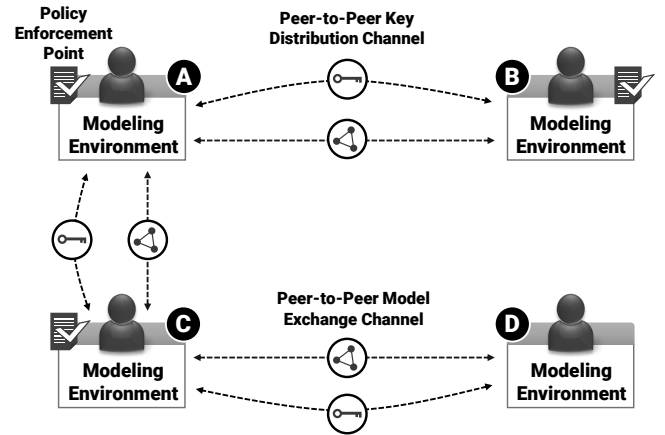 Policy
Enforcement
Point
Peer-to-Peer Key
Distribution Channel
A
B
Modeling
Environment
Modeling
Environment
Peer-to-Peer Model
Exchange Channel
C
D
Modeling
Environment
Modeling
Environment